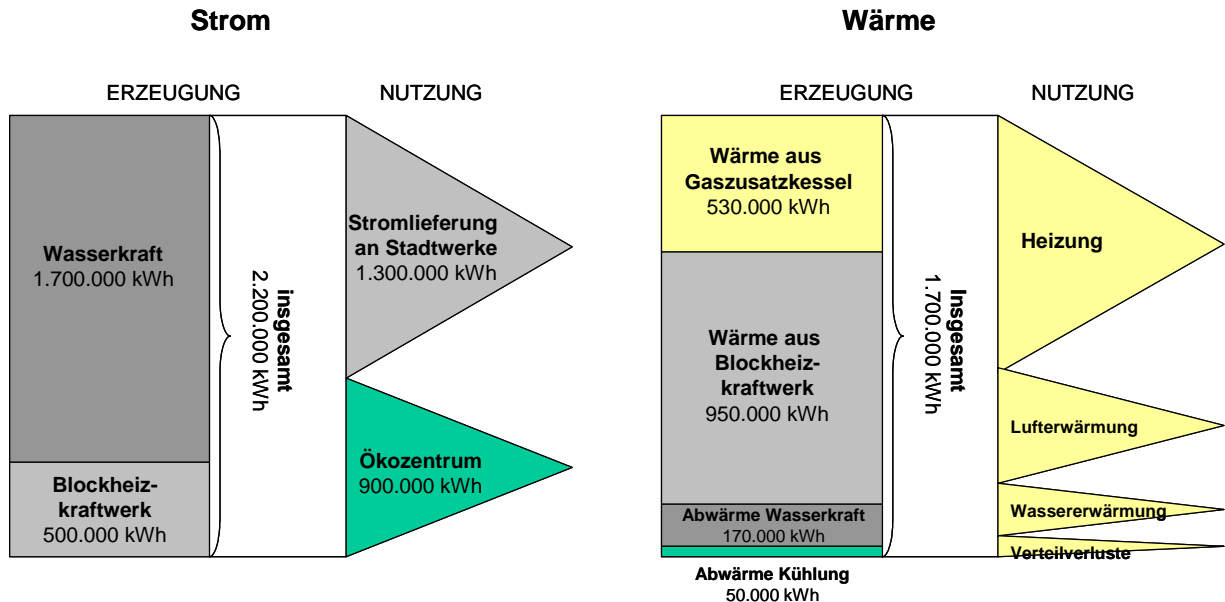 Strom
ERZEUGUNG
NUTZUNG
Wasserkraft
1.700.000 kWh
Blockheiz-
kraftwerk
500.000 kWh
insgesamt
2.200.000 kWh
Stromlieferung
an Stadtwerke
1.300.000 kWh
Ökozentrum
900.000 kWh
Wärme
ERZEUGUNG
NUTZUNG
Wärme aus
Gaszusatzkessel
530.000 kWh
Wärme aus
Blockheiz-
kraftwerk
950.000 kWh
Abwärme Wasserkraft
170.000 kWh
Abwärme Kühlung
50.000 kWh
Insgesamt
1.700.000 kWh
Heizung
Lufterwärmung
Wassererwärmung
Verteilverluste